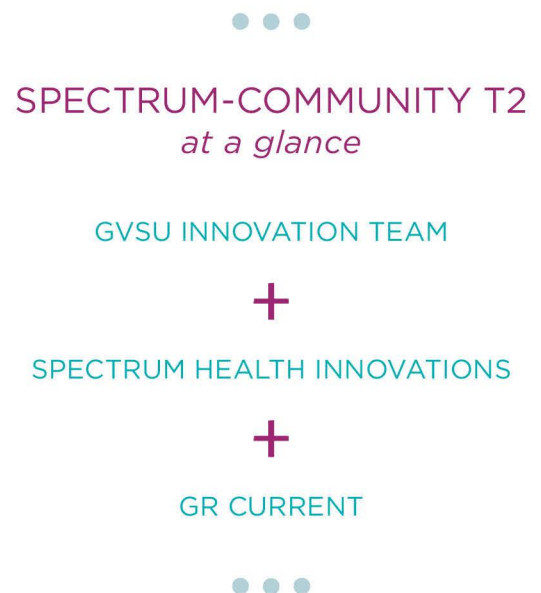 SPECTRUM-COMMUNITY T2
at a glance
GVSU INNOVATION TEAM
+
SPECTRUM HEALTH INNOVATIONS
+
GR CURRENT